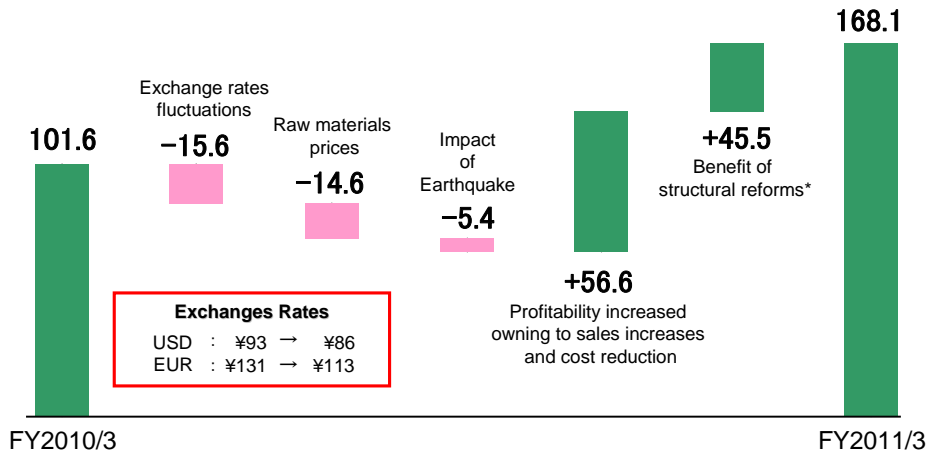 101.6
Exchange rates
fluctuations
−15.6
Raw materials
prices
−14.6
Impact
of
Earthquake
−5.4
+56.6
Profitability increased
owning to sales increases
and cost reduction
+45.5
Benefit of
structural reforms*
168.1
Exchanges Rates
USD : ¥93 → ¥86
EUR : ¥131 → ¥113
FY2010/3
FY2011/3